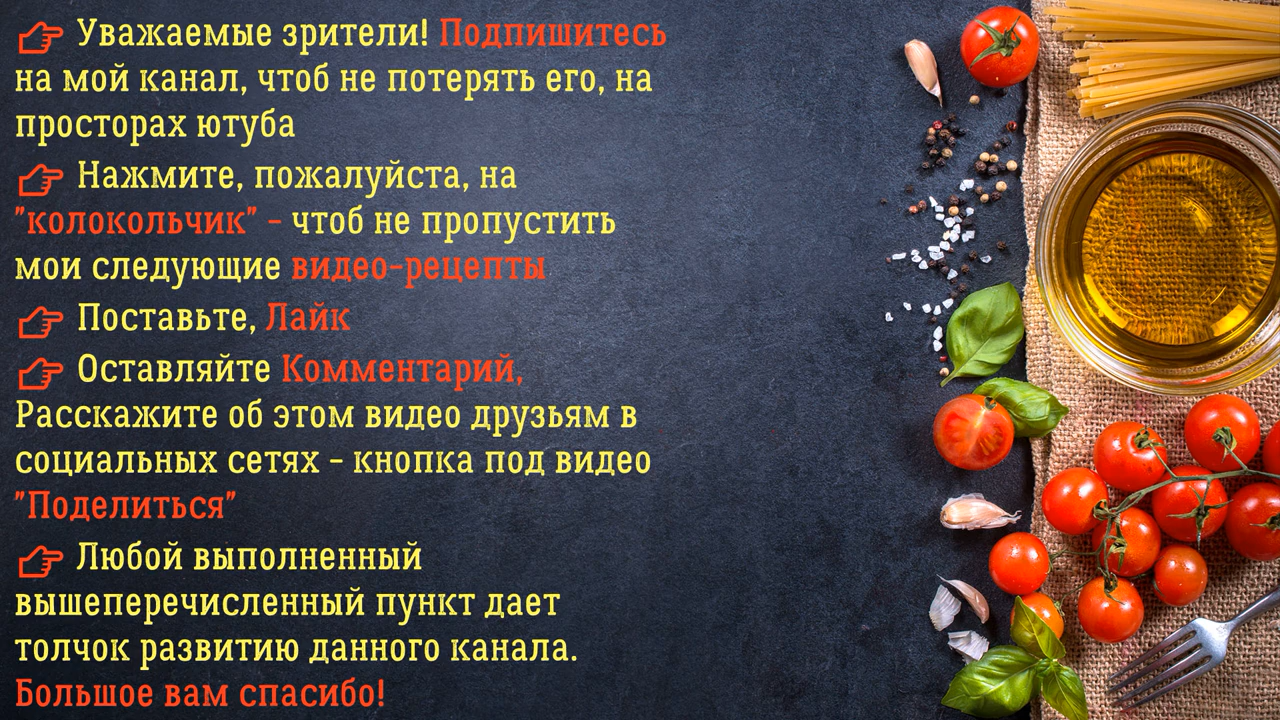 Уважаемые зрители! Подпишитесь
на мой канал, чтоб не потерять его, на
просторах ютуба
Нажмите, пожалуйста, на
"колокольчик" - чтоб не пропустить
мои следующие видео-рецепты
Поставьте, Лайк
Оставляйте Комментарий,
Расскажите об этом видео друзьям в
социальных сетях - кнопка под видео
"Поделиться"
Любой выполненный
вышеперечисленный пункт дает
толчок развитию данного канала.
Большое вам спасибо!